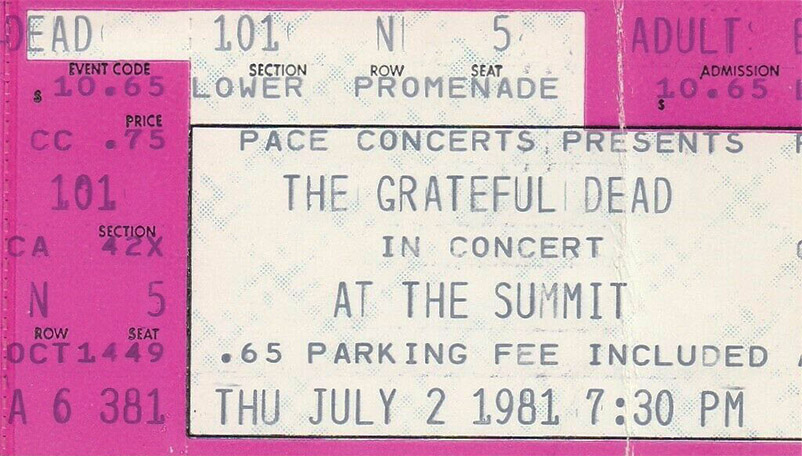 DEAD 101 N 5 ADULT
EVENT CODE SECTION ROW SEAT ADMISSION
$ 10.65 LOWER PROMENADE $ 10.65
PRICE
CC .75 PACE CONCERTS PRESENTS
101 THE GRATEFUL DEAD
SECTION
CA 42X IN CONCERT
N 5 AT THE SUMMIT
ROW SEAT
OCT1449 .65 PARKING FEE INCLUDED
A 6 381 THU JULY 2 1981 7:30 PM